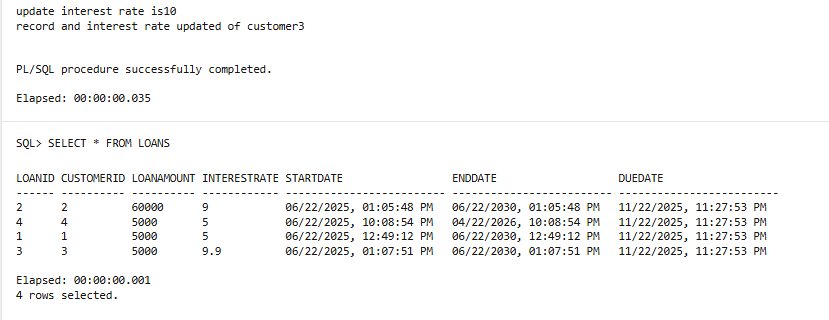 update interest rate is10
record and interest rate updated of customer3
PL/SQL procedure successfully completed.
Elapsed: 00:00:00.035
SQL> SELECT * FROM LOANS
LOANID CUSTOMERID LOANAMOUNT INTERESTRATE STARTDATE ENDDATE DUEDATE
------ ---------- ---------- ------------ ------------------------ ------------------------ ------------------------
2 2 60000 9 06/22/2025, 01:05:48 PM 06/22/2030, 01:05:48 PM 11/22/2025, 11:27:53 PM
4 4 5000 5 06/22/2025, 10:08:54 PM 04/22/2026, 10:08:54 PM 11/22/2025, 11:27:53 PM
1 1 5000 5 06/22/2025, 12:49:12 PM 06/22/2030, 12:49:12 PM 11/22/2025, 11:27:53 PM
3 3 5000 9.9 06/22/2025, 01:07:51 PM 06/22/2030, 01:07:51 PM 11/22/2025, 11:27:53 PM
Elapsed: 00:00:00.001
4 rows selected.